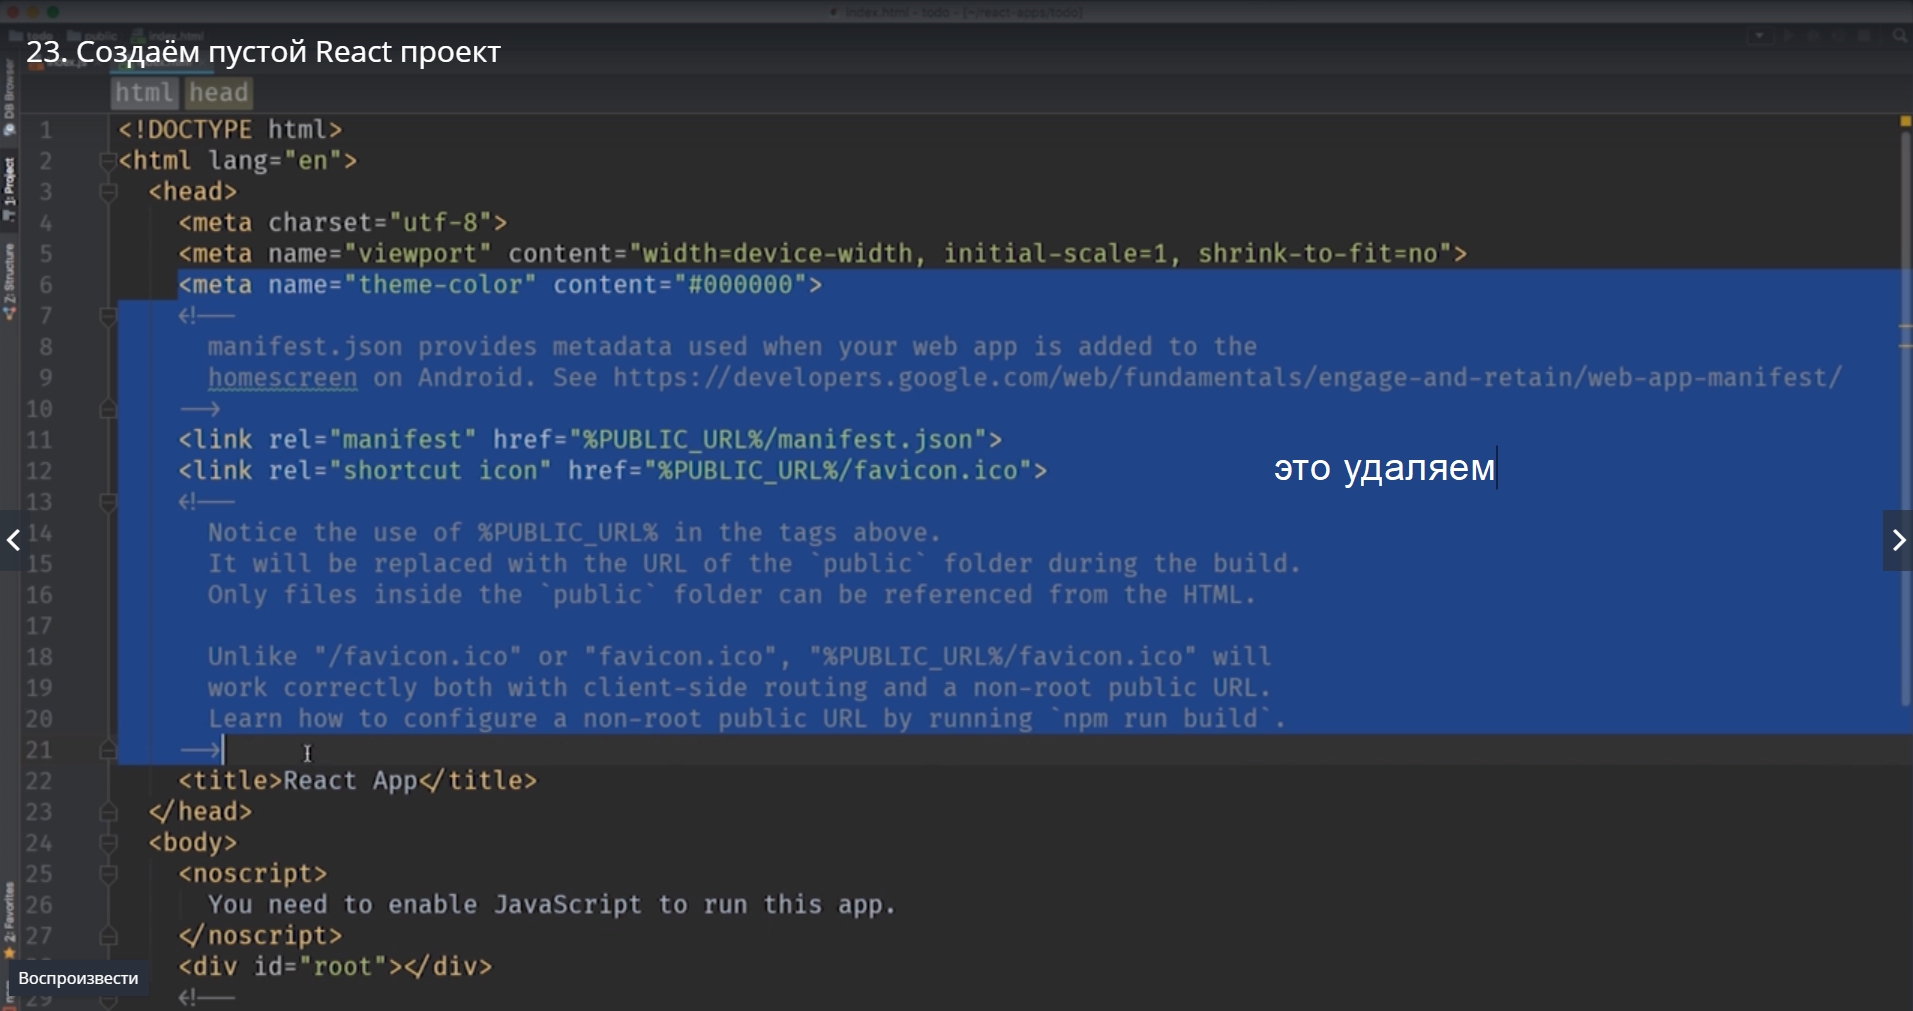 index.html - todo - [~/react-apps/todo]
todo public index.html
23. Создаём пустой React проект
html head
DB Browser
1: Project
Z: Structure
2: Favorites
1 <!DOCTYPE html>
2 <html lang="en">
3 <head>
4 <meta charset="utf-8">
5 <meta name="viewport" content="width=device-width, initial-scale=1, shrink-to-fit=no">
6 <meta name="theme-color" content="#000000">
7 <!--
8 manifest.json provides metadata used when your web app is added to the
9 homescreen on Android. See https://developers.google.com/web/fundamentals/engage-and-retain/web-app-manifest/
10 -->
11 <link rel="manifest" href="%PUBLIC_URL%/manifest.json">
12 <link rel="shortcut icon" href="%PUBLIC_URL%/favicon.ico">
это удаляем
13 <!--
14 Notice the use of %PUBLIC_URL% in the tags above.
15 It will be replaced with the URL of the `public` folder during the build.
16 Only files inside the `public` folder can be referenced from the HTML.
17
18 Unlike "/favicon.ico" or "favicon.ico", "%PUBLIC_URL%/favicon.ico" will
19 work correctly both with client-side routing and a non-root public URL.
20 Learn how to configure a non-root public URL by running `npm run build`.
21 -->
22 <title>React App</title>
23 </head>
24 <body>
25 <noscript>
26 You need to enable JavaScript to run this app.
27 </noscript>
<div id="root"></div>
Воспроизвести
29 <!--